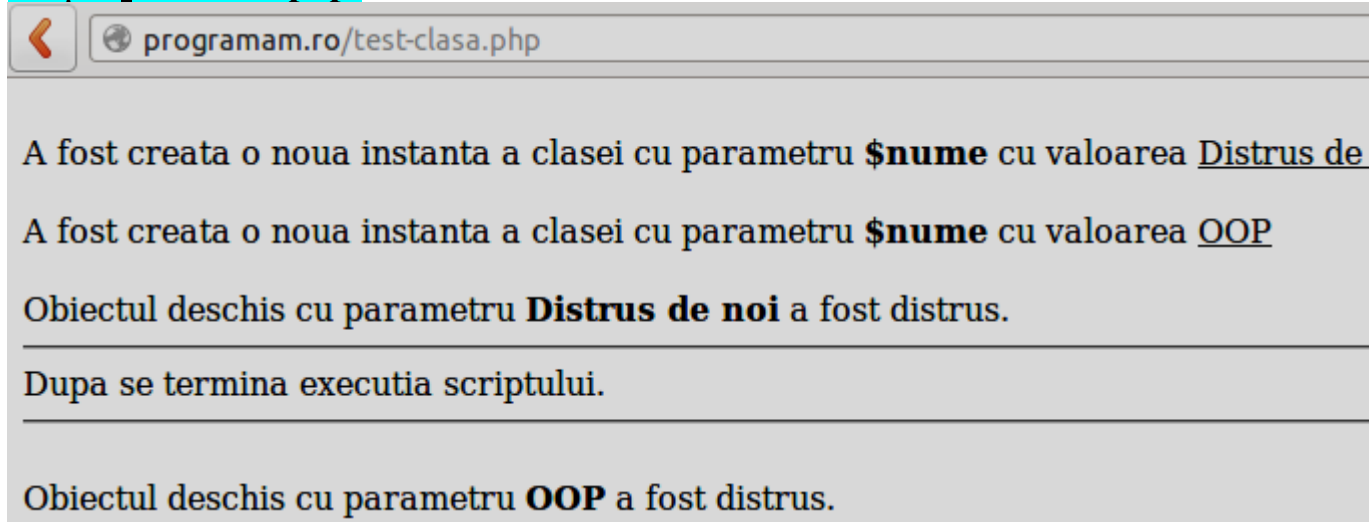 programam.ro/test-clasa.php
A fost creata o noua instanta a clasei cu parametru $nume cu valoarea Distrus de
A fost creata o noua instanta a clasei cu parametru $nume cu valoarea OOP
Obiectul deschis cu parametru Distrus de noi a fost distrus.
Dupa se termina executia scriptului.
Obiectul deschis cu parametru OOP a fost distrus.